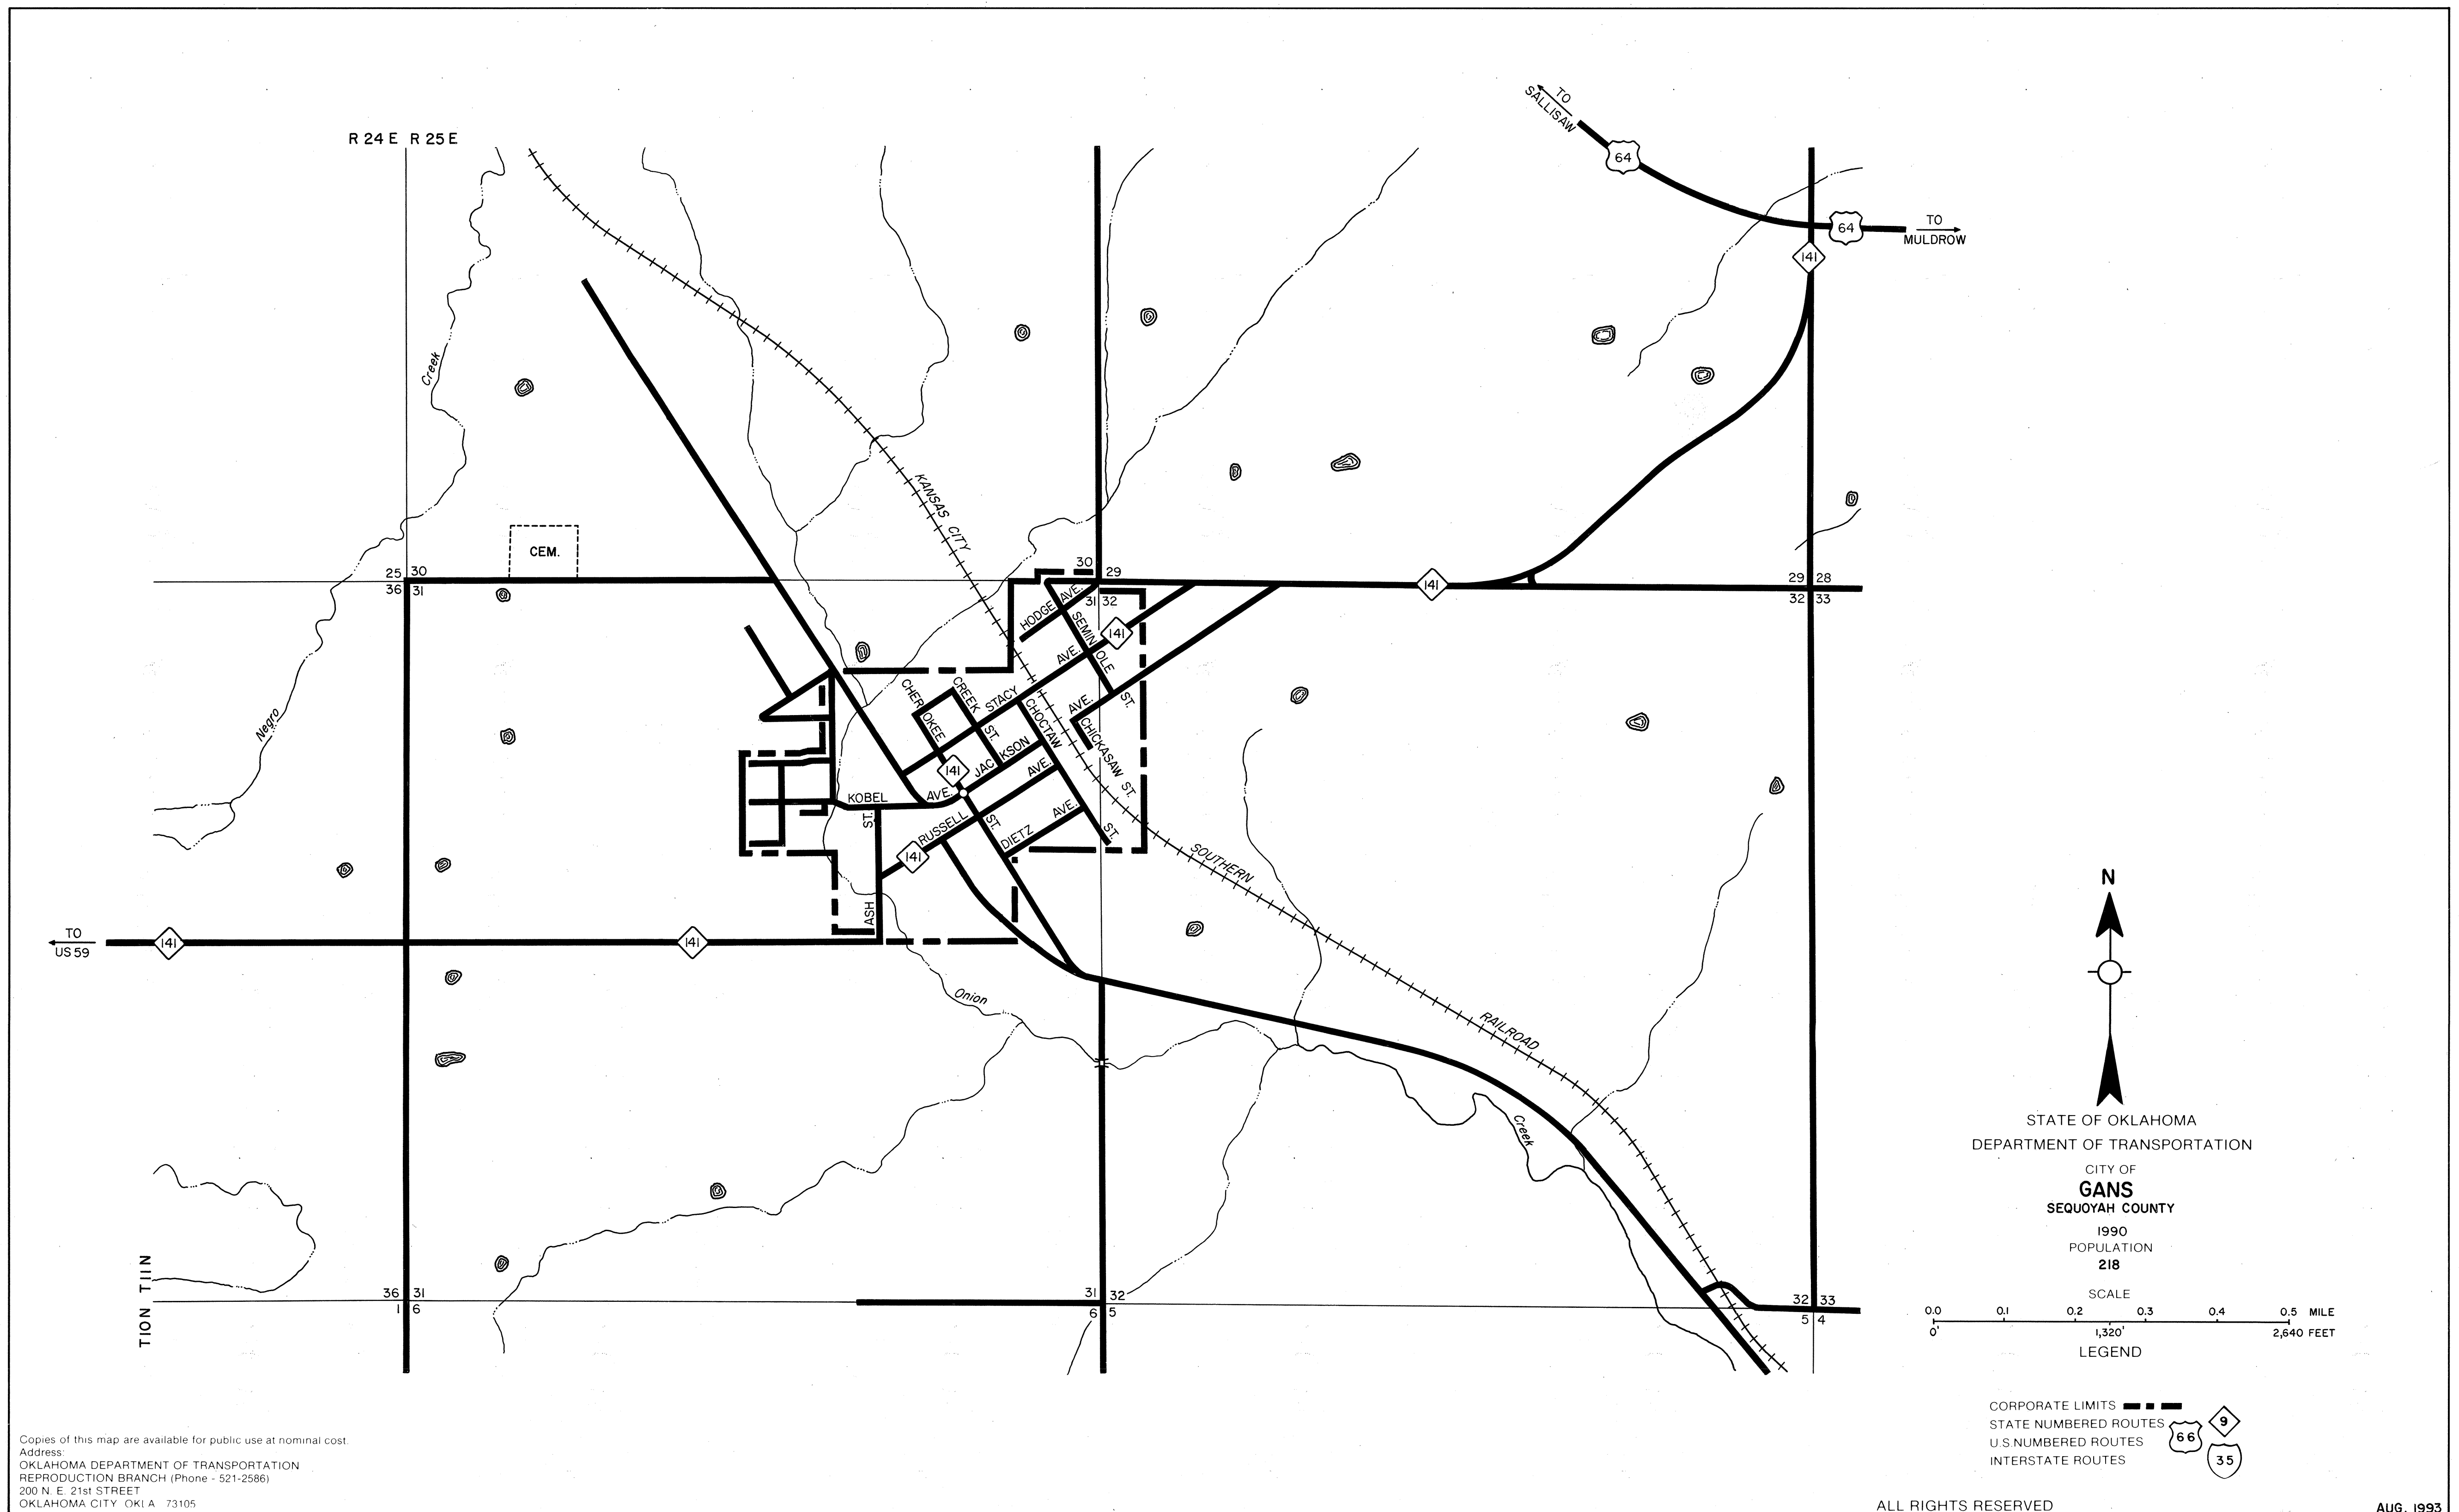 TO
SALLISAW
64
R 24 E R 25 E
64
TO
MULDROW
141
Creek
KANSAS CITY
CEM.
25 30
36 31
30
29
31 32
29 28
32 33
141
HODGE AVE.
SEMINOLE ST.
141
AVE.
STACY
CREEK ST.
CHEROKEE ST.
CHOCTAW ST.
AVE.
CHICKASAW ST.
Negro
141
JACKSON
AVE.
KOBEL AVE.
ST.
RUSSELL
DIETZ AVE.
141
ASH
SOUTHERN
N
TO
US 59
141
141
Onion
RAILROAD
Creek
STATE OF OKLAHOMA
DEPARTMENT OF TRANSPORTATION
CITY OF
GANS
SEQUOYAH COUNTY
1990
POPULATION
218
SCALE
0.0 0.1 0.2 0.3 0.4 0.5 MILE
0' 1,320' 2,640 FEET
LEGEND
TION T11N
36 31
1 6
31 32
6 5
32 33
5 4
CORPORATE LIMITS
STATE NUMBERED ROUTES 9
U.S. NUMBERED ROUTES 66
INTERSTATE ROUTES 35
Copies of this map are available for public use at nominal cost.
Address:
OKLAHOMA DEPARTMENT OF TRANSPORTATION
REPRODUCTION BRANCH (Phone - 521-2586)
200 N. E. 21st STREET
OKLAHOMA CITY OKLA 73105
ALL RIGHTS RESERVED
AUG. 1993